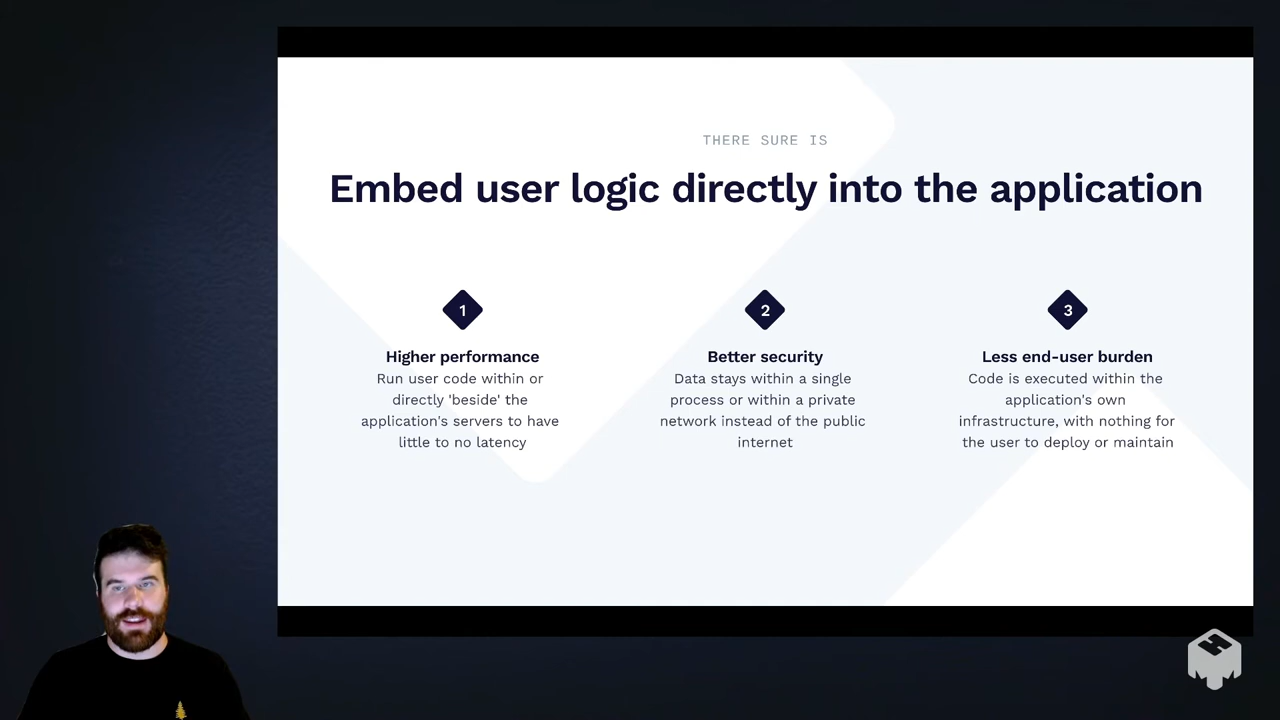 THERE SURE IS
Embed user logic directly into the application
1
Higher performance
Run user code within or
directly 'beside' the
application's servers to have
little to no latency
2
Better security
Data stays within a single
process or within a private
network instead of the public
internet
3
Less end-user burden
Code is executed within the
application's own
infrastructure, with nothing for
the user to deploy or maintain